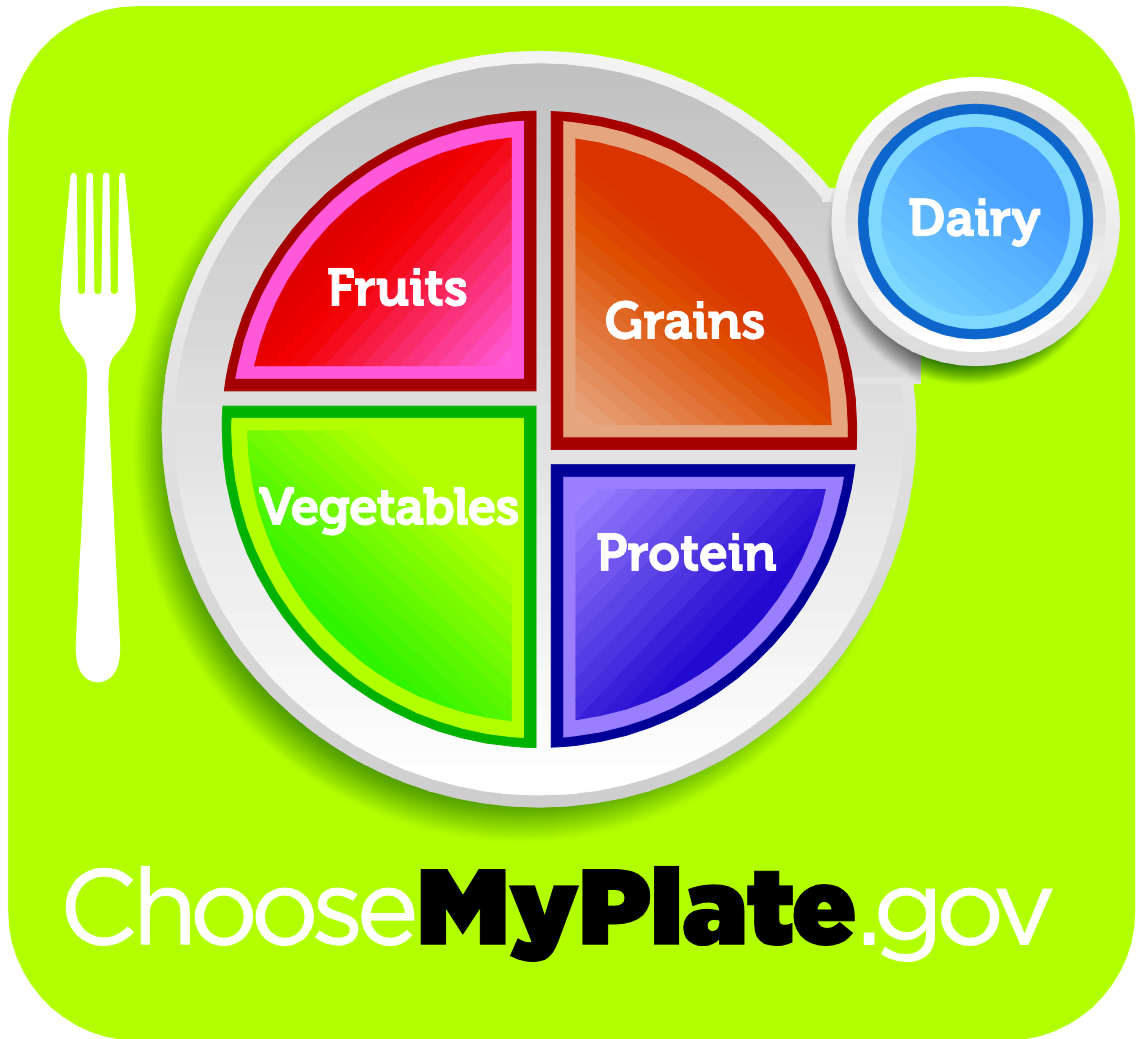 Dairy
Fruits
Grains
Vegetables
Protein
ChooseMyPlate.gov